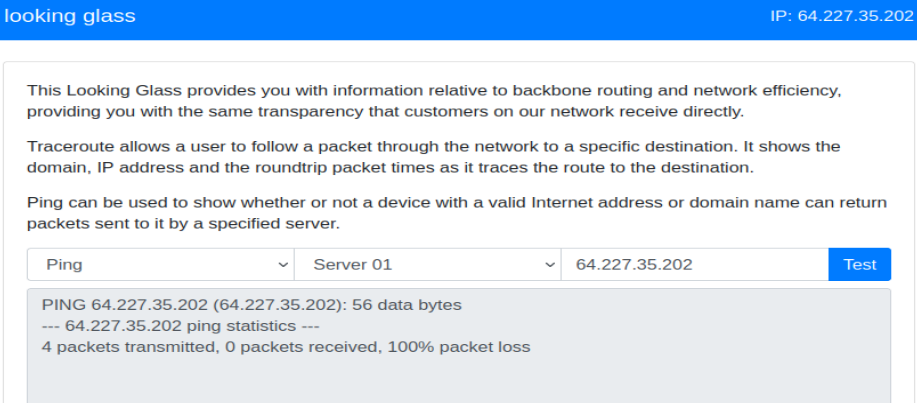 looking glass
IP: 64.227.35.202
This Looking Glass provides you with information relative to backbone routing and network efficiency,
providing you with the same transparency that customers on our network receive directly.
Traceroute allows a user to follow a packet through the network to a specific destination. It shows the
domain, IP address and the roundtrip packet times as it traces the route to the destination.
Ping can be used to show whether or not a device with a valid Internet address or domain name can return
packets sent to it by a specified server.
Ping Server 01 64.227.35.202 Test
PING 64.227.35.202 (64.227.35.202): 56 data bytes
--- 64.227.35.202 ping statistics ---
4 packets transmitted, 0 packets received, 100% packet loss